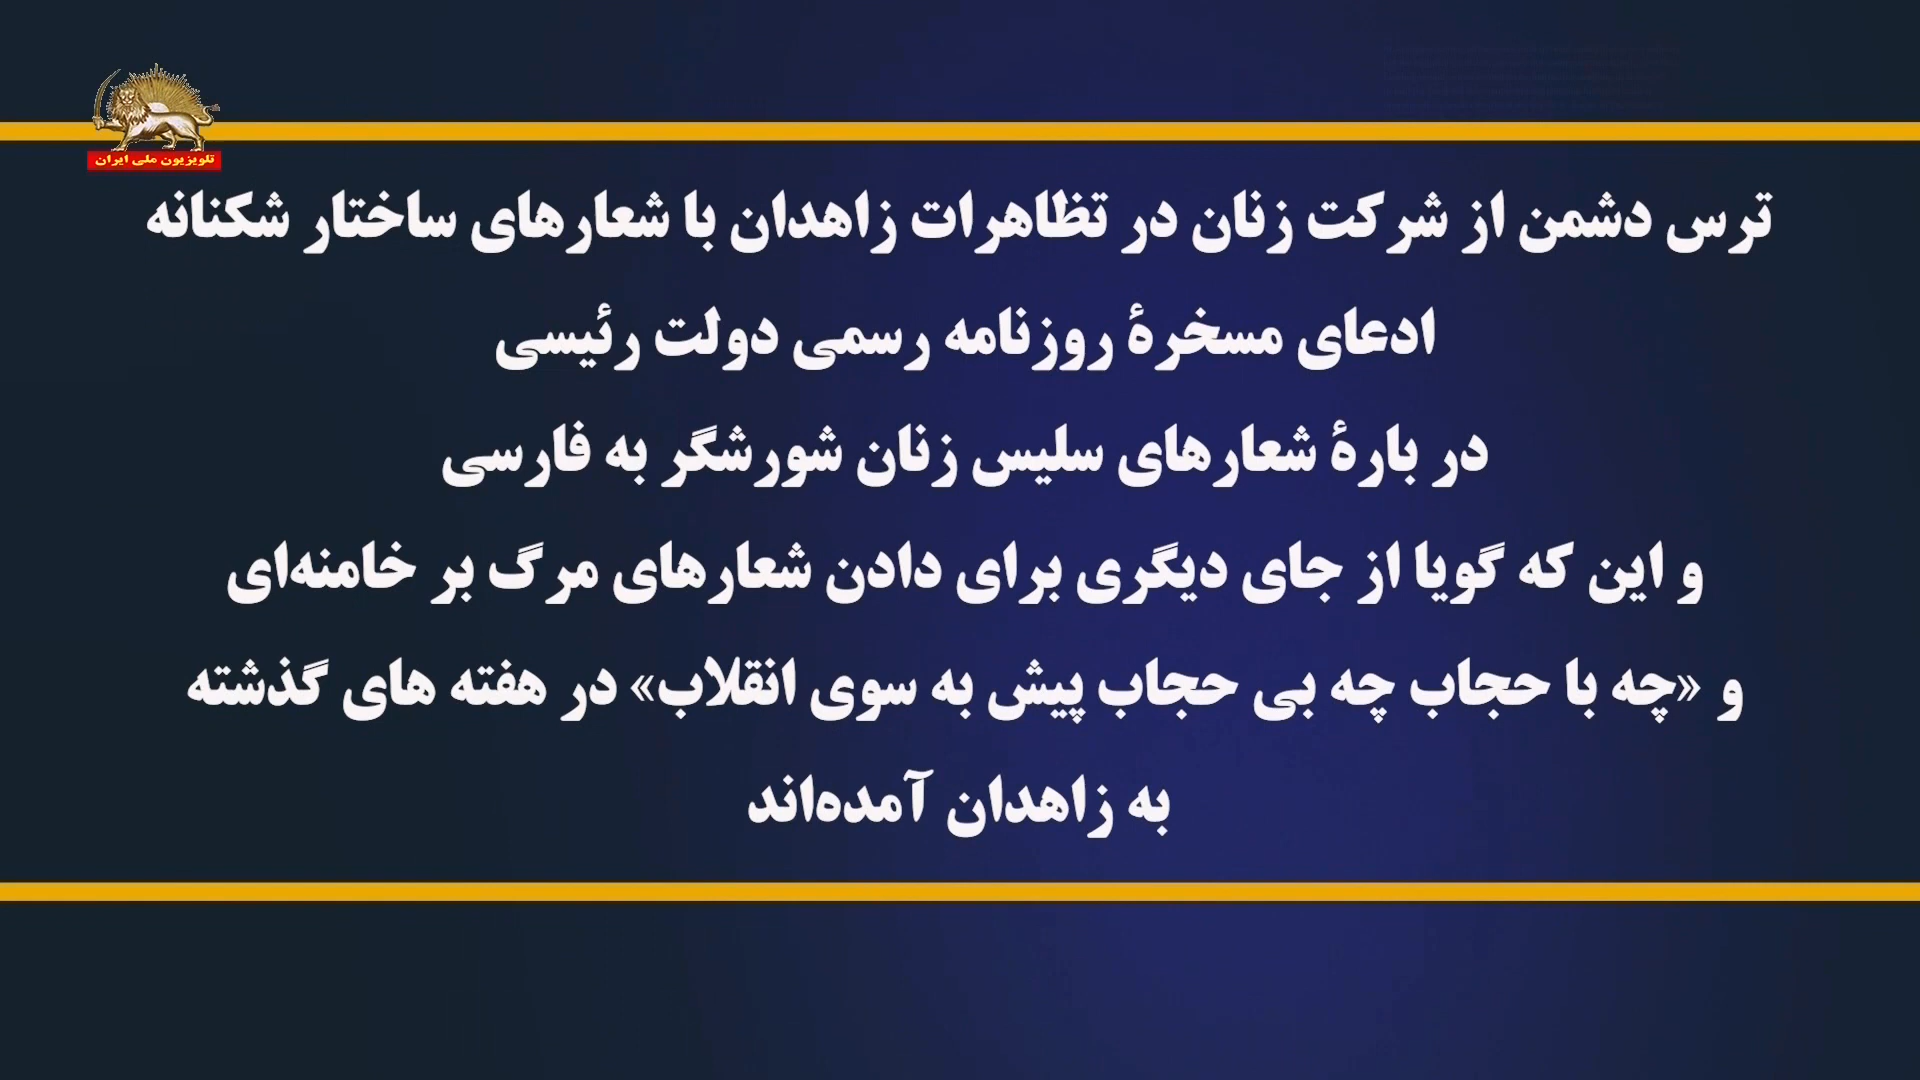 تلویزیون ملی ایران
ترس دشمن از شرکت زنان در تظاهرات زاهدان با شعارهای ساختار شکنانه
ادعای مسخرهٔ روزنامه رسمی دولت رئیسی
در بارهٔ شعارهای سلیس زنان شورشگر به فارسی
و این که گویا از جای دیگری برای دادن شعارهای مرگ بر خامنه‌ای
و «چه با حجاب چه بی حجاب پیش به سوی انقلاب» در هفته های گذشته
به زاهدان آمده‌اند